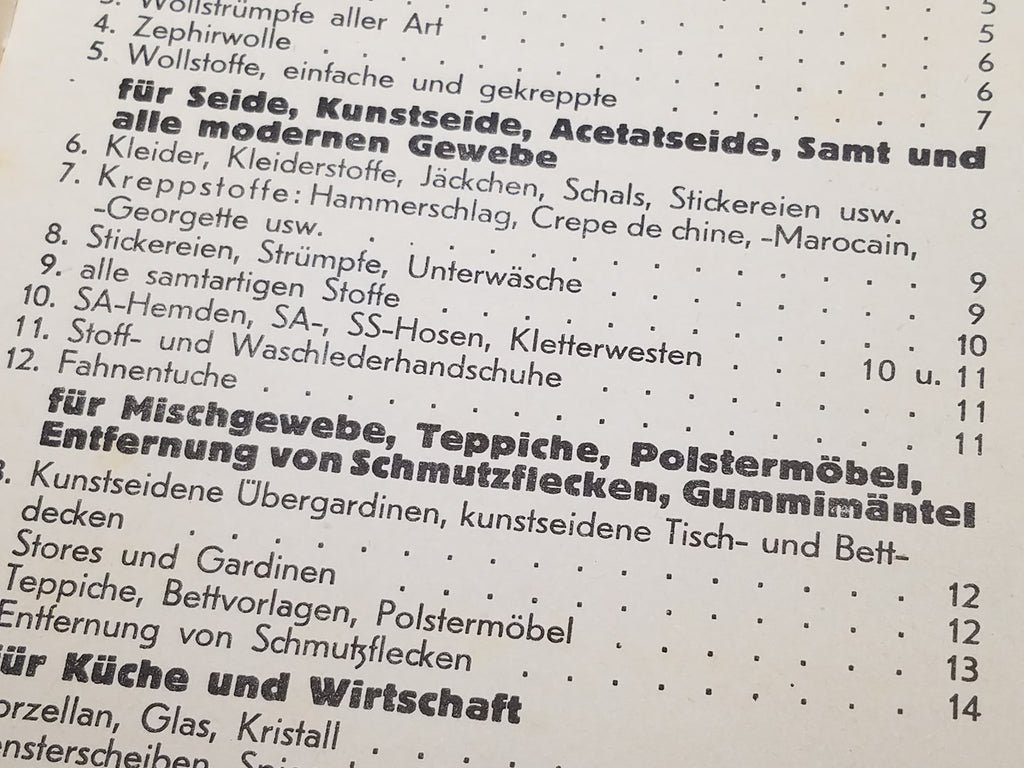 3. Wollstrümpfe aller Art . . . . . . . . . . . 5
4. Zephirwolle . . . . . . . . . . . . . . 5
5. Wollstoffe, einfache und gekreppte . . . . . . 6
6
7
für Seide, Kunstseide, Acetatseide, Samt und
alle modernen Gewebe
6. Kleider, Kleiderstoffe, Jäckchen, Schals, Stickereien usw. 8
7. Kreppstoffe: Hammerschlag, Crepe de chine, -Marocain,
-Georgette usw. . . . . . . . . . . . . . 9
8. Stickereien, Strümpfe, Unterwäsche . . . . . . . 9
9. alle samtartigen Stoffe . . . . . . . . . . . 10
10. SA-Hemden, SA-, SS-Hosen, Kletterwesten . . . 10 u. 11
11. Stoff- und Waschlederhandschuhe . . . . . . . 11
12. Fahnentuche . . . . . . . . . . . . . . 11
für Mischgewebe, Teppiche, Polstermöbel,
Entfernung von Schmutzflecken, Gummimäntel
3. Kunstseidene Übergardinen, kunstseidene Tisch- und Bett-
decken . . . . . . . . . . . . . . . 12
Stores und Gardinen . . . . . . . . . . . 12
Teppiche, Bettvorlagen, Polstermöbel . . . . . . 13
Entfernung von Schmutzflecken . . . . . . . . 14
für Küche und Wirtschaft
orzellan, Glas, Kristall . . . .
ensterscheiben,